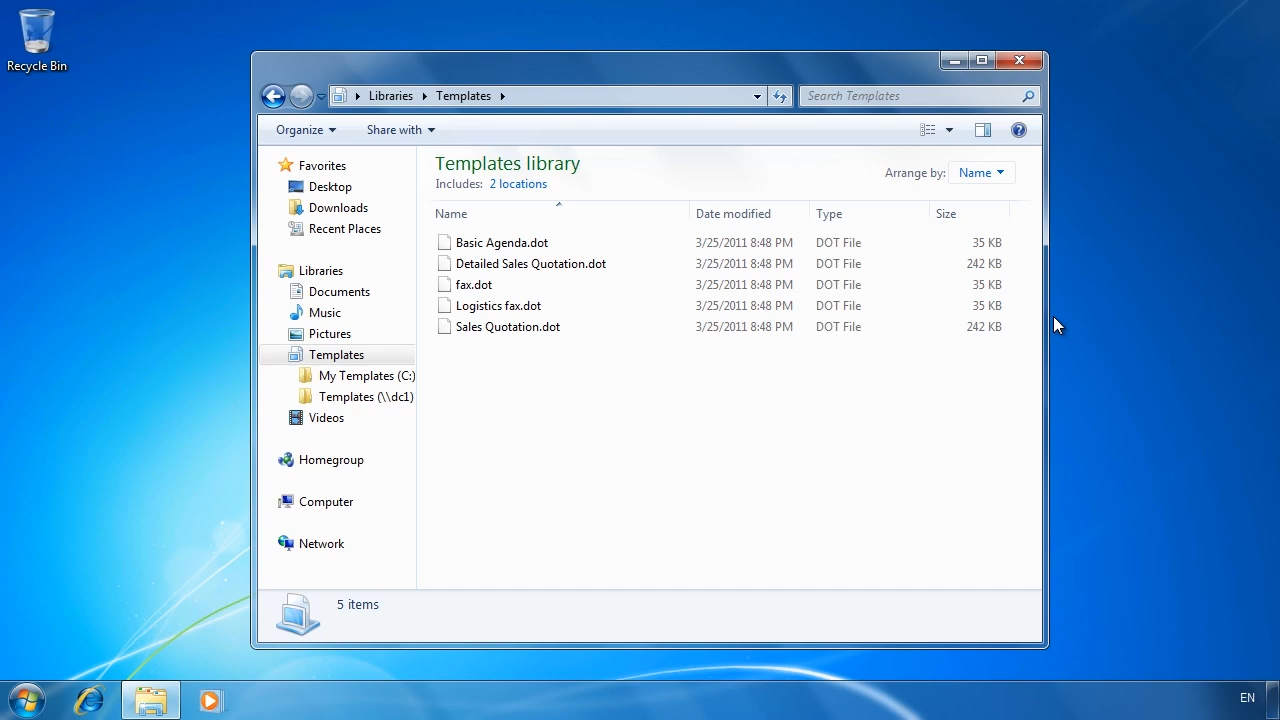 Recycle Bin
Libraries Templates
Search Templates
Organize Share with
Favorites
Desktop
Downloads
Recent Places
Libraries
Documents
Music
Pictures
Templates
My Templates (C:)
Templates (\\dc1)
Videos
Homegroup
Computer
Network
Templates library
Includes: 2 locations
Arrange by: Name
Name Date modified Type Size
Basic Agenda.dot 3/25/2011 8:48 PM DOT File 35 KB
Detailed Sales Quotation.dot 3/25/2011 8:48 PM DOT File 242 KB
fax.dot 3/25/2011 8:48 PM DOT File 35 KB
Logistics fax.dot 3/25/2011 8:48 PM DOT File 35 KB
Sales Quotation.dot 3/25/2011 8:48 PM DOT File 242 KB
5 items
EN